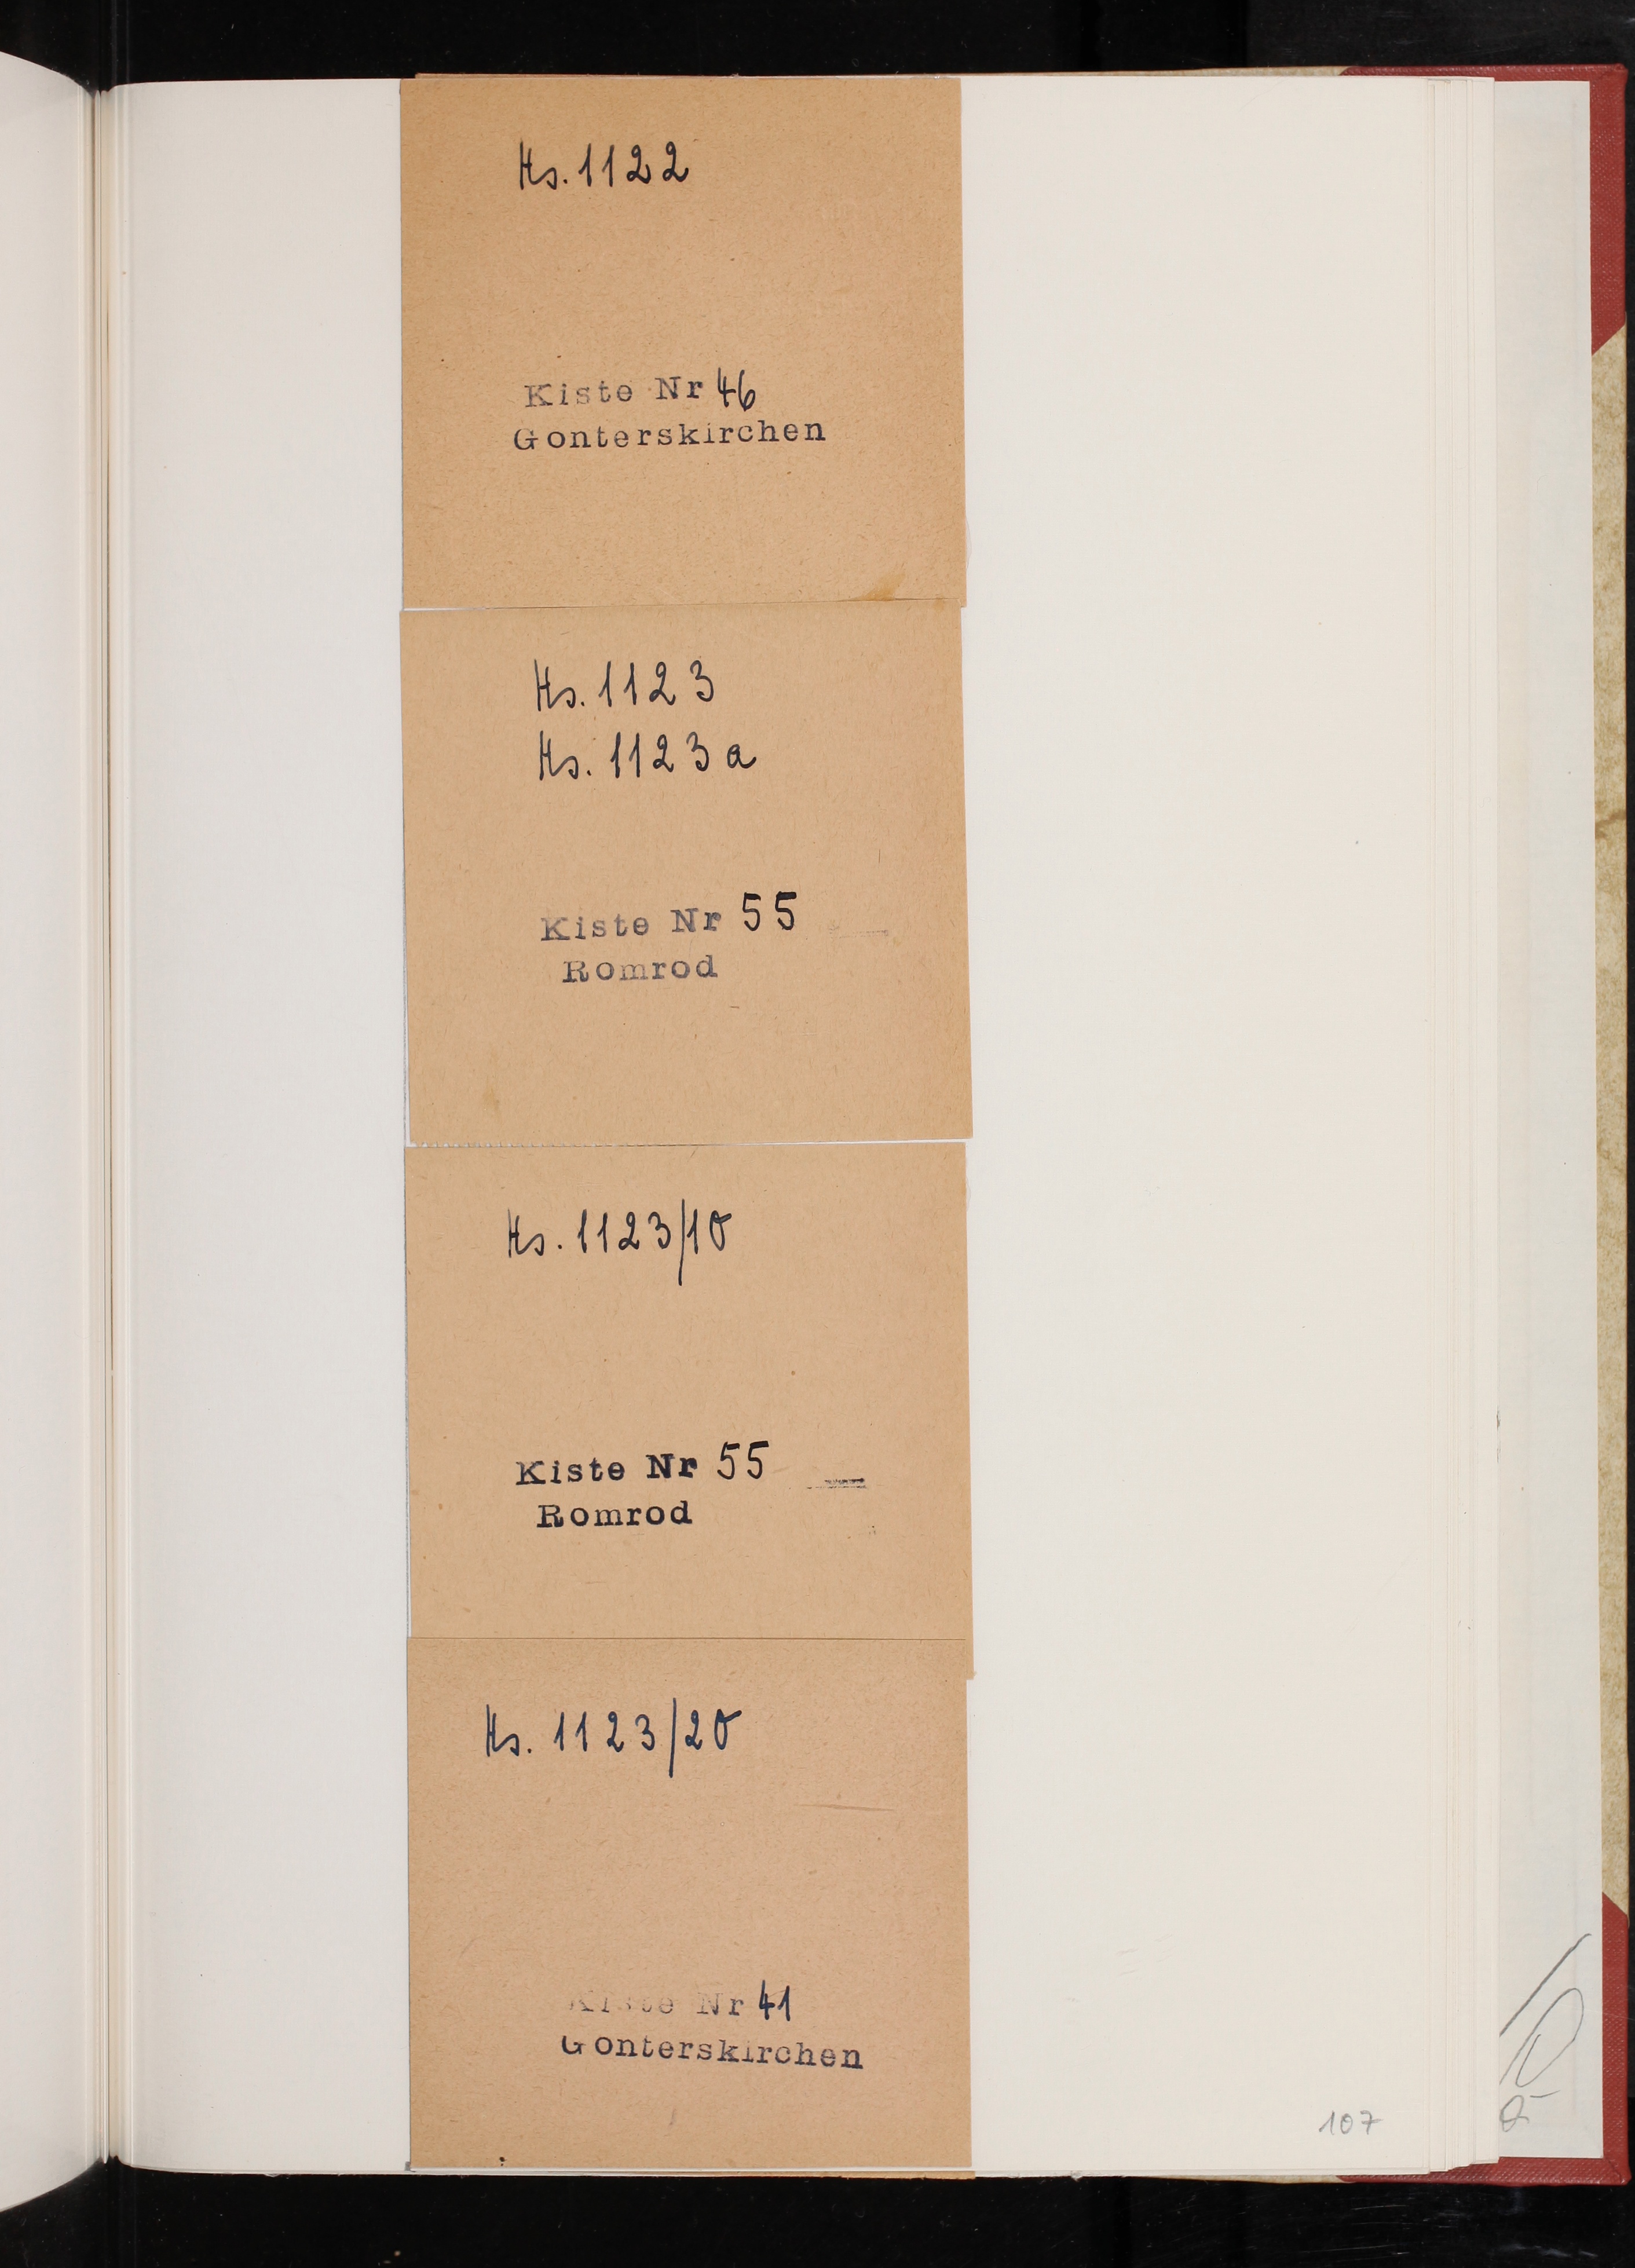 Hs. 1122
Kiste Nr 46
Gonterskirchen
Hs. 1123
Hs. 1123a
Kiste Nr 55
Romrod
Hs. 1123/10
Kiste Nr 55
Romrod
Hs. 1123/20
Kiste Nr 41
Gonterskirchen
107